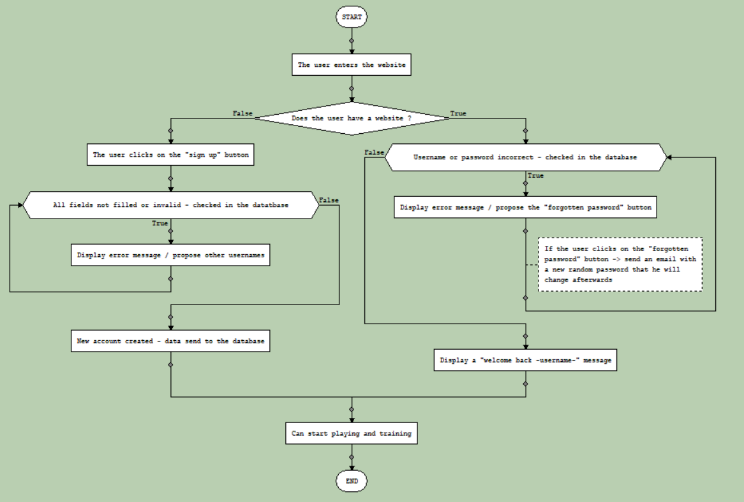 START
The user enters the website
Does the user have a website ?
False
True
The user clicks on the "sign up" button
False
Username or password incorrect - checked in the database
True
All fields not filled or invalid - checked in the datatbase
False
True
Display error message / propose the "forgotten password" button
Display error message / propose other usernames
If the user clicks on the "forgotten
password" button -> send an email with
a new random password that he will
change afterwards
New account created - data send to the database
Display a "welcome back -username-" message
Can start playing and training
END